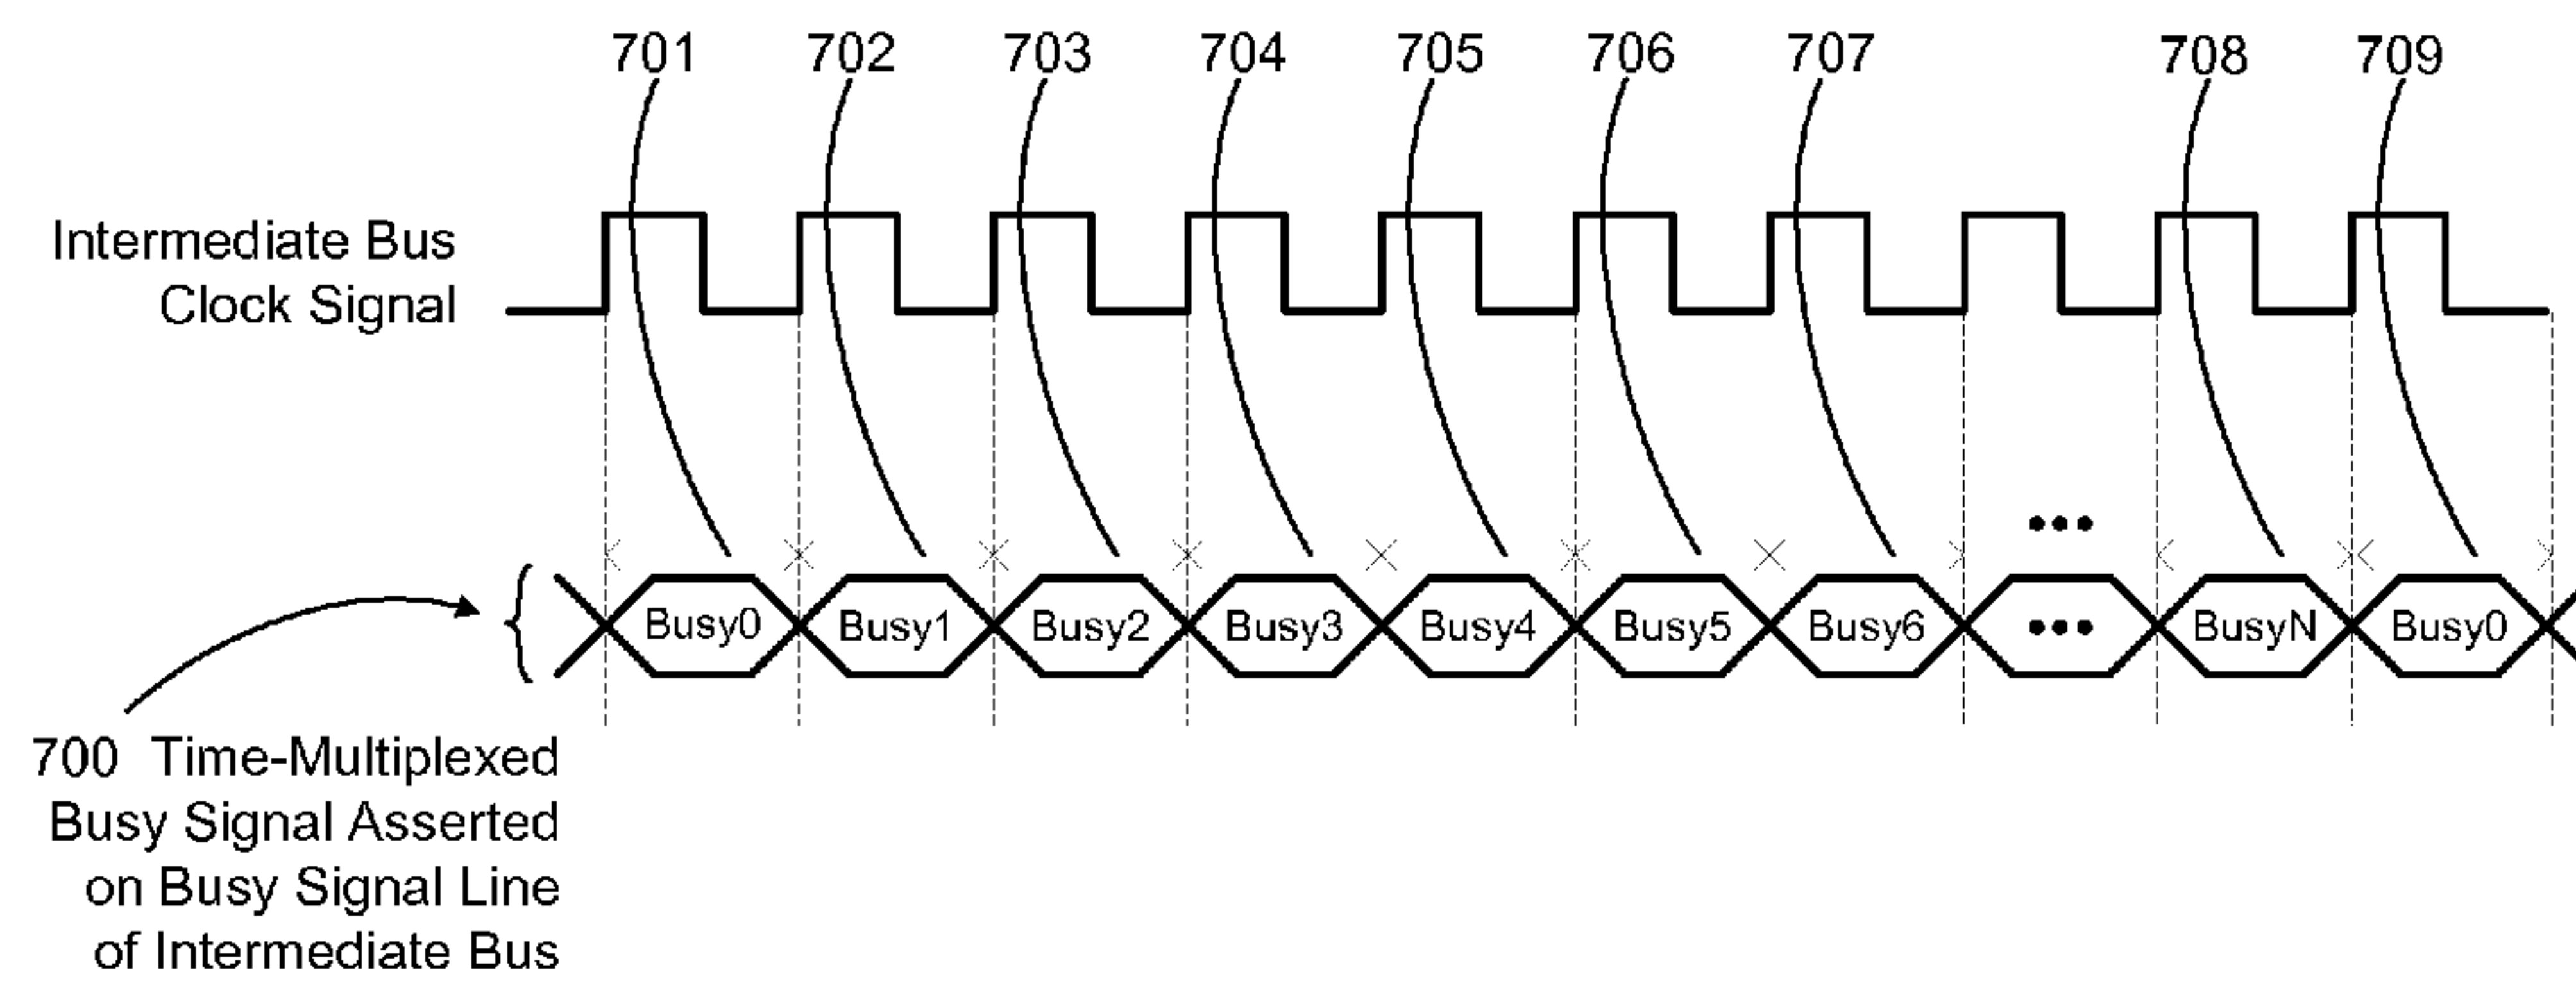 701 702 703 704 705 706 707 708 709
Intermediate Bus
Clock Signal
•••
Busy0 Busy1 Busy2 Busy3 Busy4 Busy5 Busy6 ••• BusyN Busy0
700 Time-Multiplexed
Busy Signal Asserted
on Busy Signal Line
of Intermediate Bus